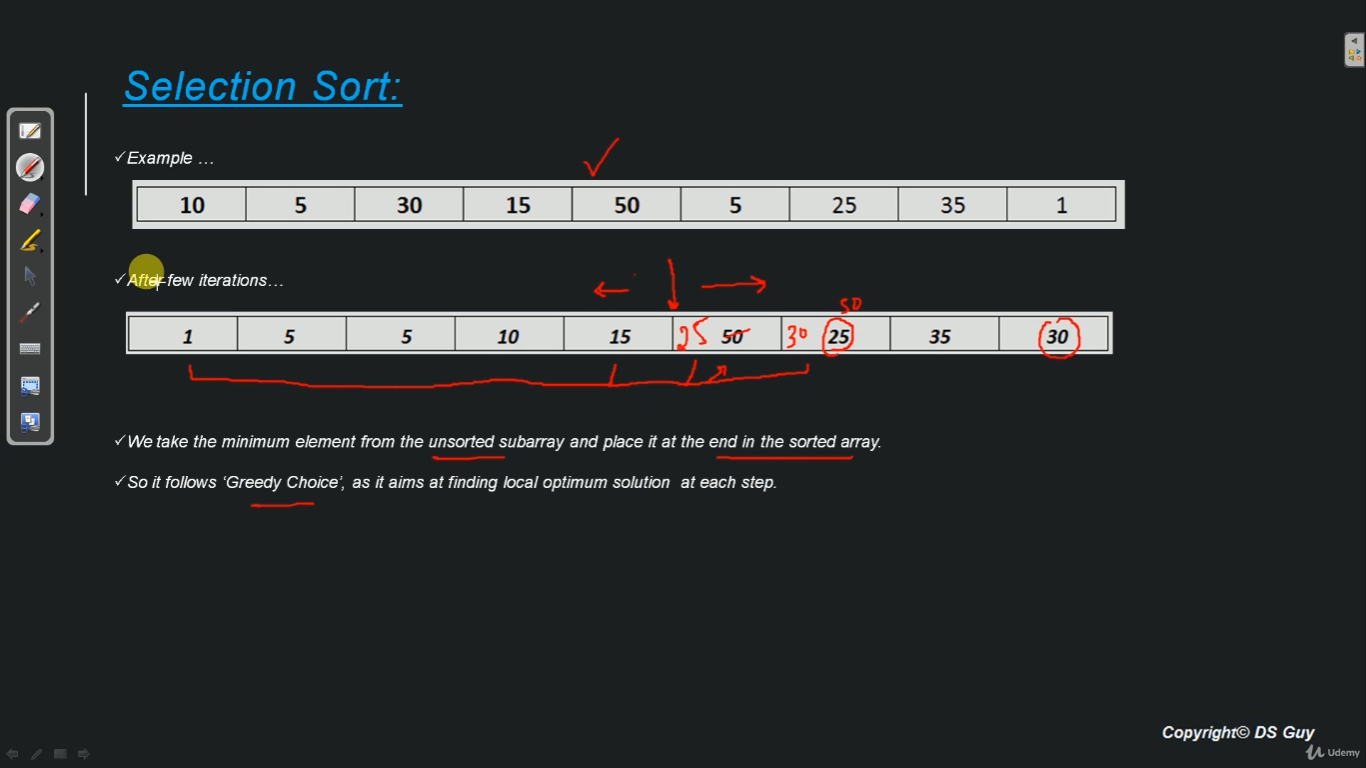 Selection Sort:
✓Example …
10 5 30 15 50 5 25 35 1
✓After few iterations…
50
1 5 5 10 15 25 50 30 25 35 30
✓We take the minimum element from the unsorted subarray and place it at the end in the sorted array.
✓So it follows ‘Greedy Choice’, as it aims at finding local optimum solution at each step.
Copyright© DS Guy
Udemy